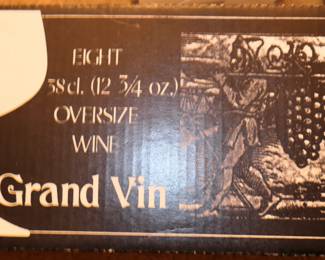 EIGHT
38 cl. (12 3/4 oz.)
OVERSIZE
WINE
Grand Vin